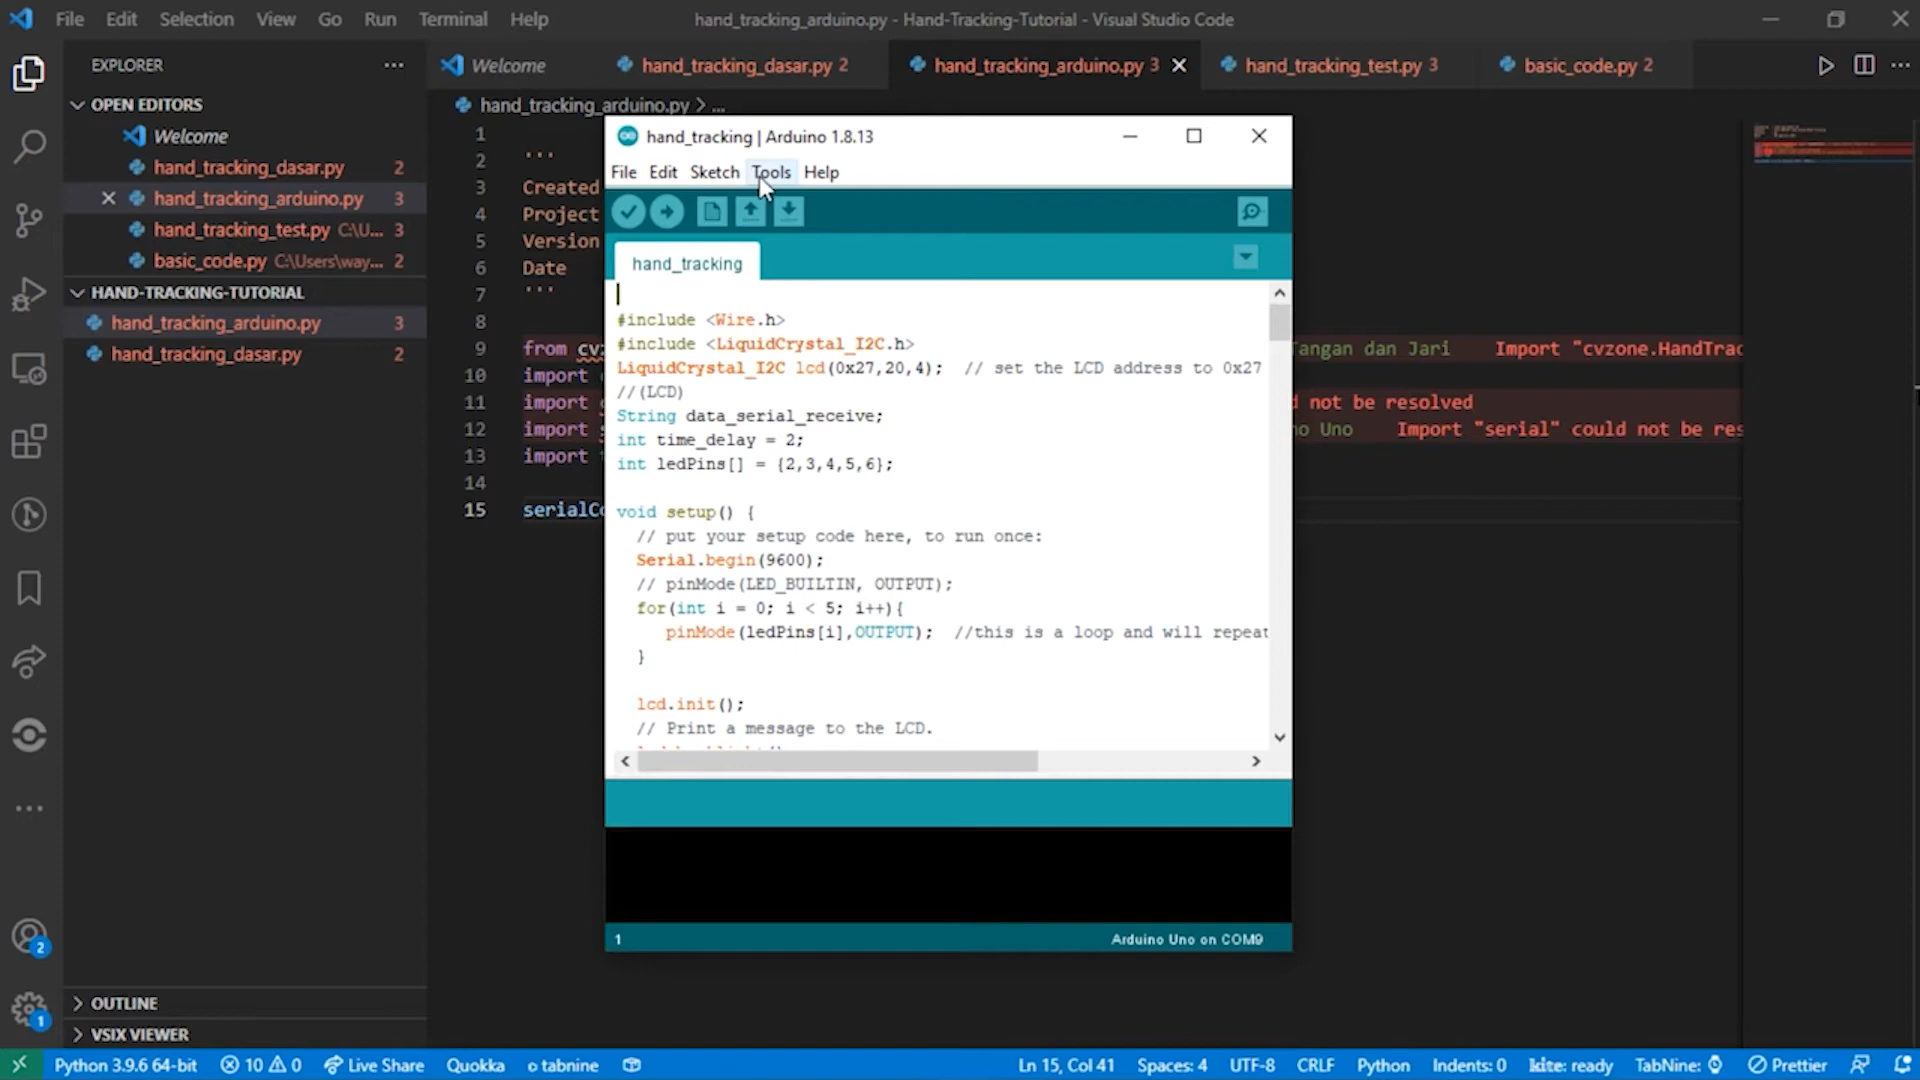 File Edit Selection View Go Run Terminal Help
hand_tracking_arduino.py - Hand-Tracking-Tutorial - Visual Studio Code
EXPLORER
OPEN EDITORS
Welcome
hand_tracking_dasar.py 2
hand_tracking_arduino.py 3
hand_tracking_test.py C:\U... 3
basic_code.py C:\Users\way... 2
HAND-TRACKING-TUTORIAL
hand_tracking_arduino.py 3
hand_tracking_dasar.py 2
OUTLINE
VSIX VIEWER
Welcome
hand_tracking_dasar.py 2
hand_tracking_arduino.py 3
hand_tracking_test.py 3
basic_code.py 2
hand_tracking_arduino.py > ...
1
2 '''
3 Created
4 Project
5 Version
6 Date
7 '''
8
9 from Tangan dan Jari Import
10 import
11 import not be resolved
12 import Uno Import "serial" could not be
13 import
14
15
hand_tracking | Arduino 1.8.13
File Edit Sketch Tools Help
hand_tracking
#include <Wire.h>
#include <LiquidCrystal_I2C.h>
LiquidCrystal_I2C lcd(0x27,20,4);  // set the LCD address to 0x27
//(LCD)
String data_serial_receive;
int time_delay = 2;
int ledPins[] = {2,3,4,5,6};
void setup() {
// put your setup code here, to run once:
Serial.begin(9600);
// pinMode(LED_BUILTIN, OUTPUT);
for(int i = 0; i < 5; i++){
pinMode(ledPins[i],OUTPUT);  //this is a loop and will repeat
}
lcd.init();
// Print a message to the LCD.
1
Arduino Uno on COM9
2
1
Python 3.9.6 64-bit 10 0 Live Share Quokka tabnine
Ln 15, Col 41 Spaces: 4 UTF-8 CRLF Python Indents: 0 kite: ready TabNine: Prettier